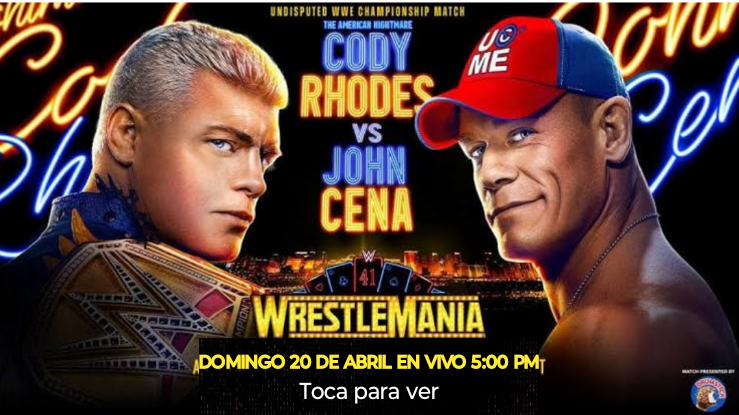 UNDISPUTED WWE CHAMPIONSHIP MATCH
THE AMERICAN NIGHTMARE
CODY
RHODES
VS
JOHN
CENA
U C
ME
W
41
WRESTLEMANIA
DOMINGO 20 DE ABRIL EN VIVO 5:00 PM
Toca para ver
MATCH PRESENTED BY